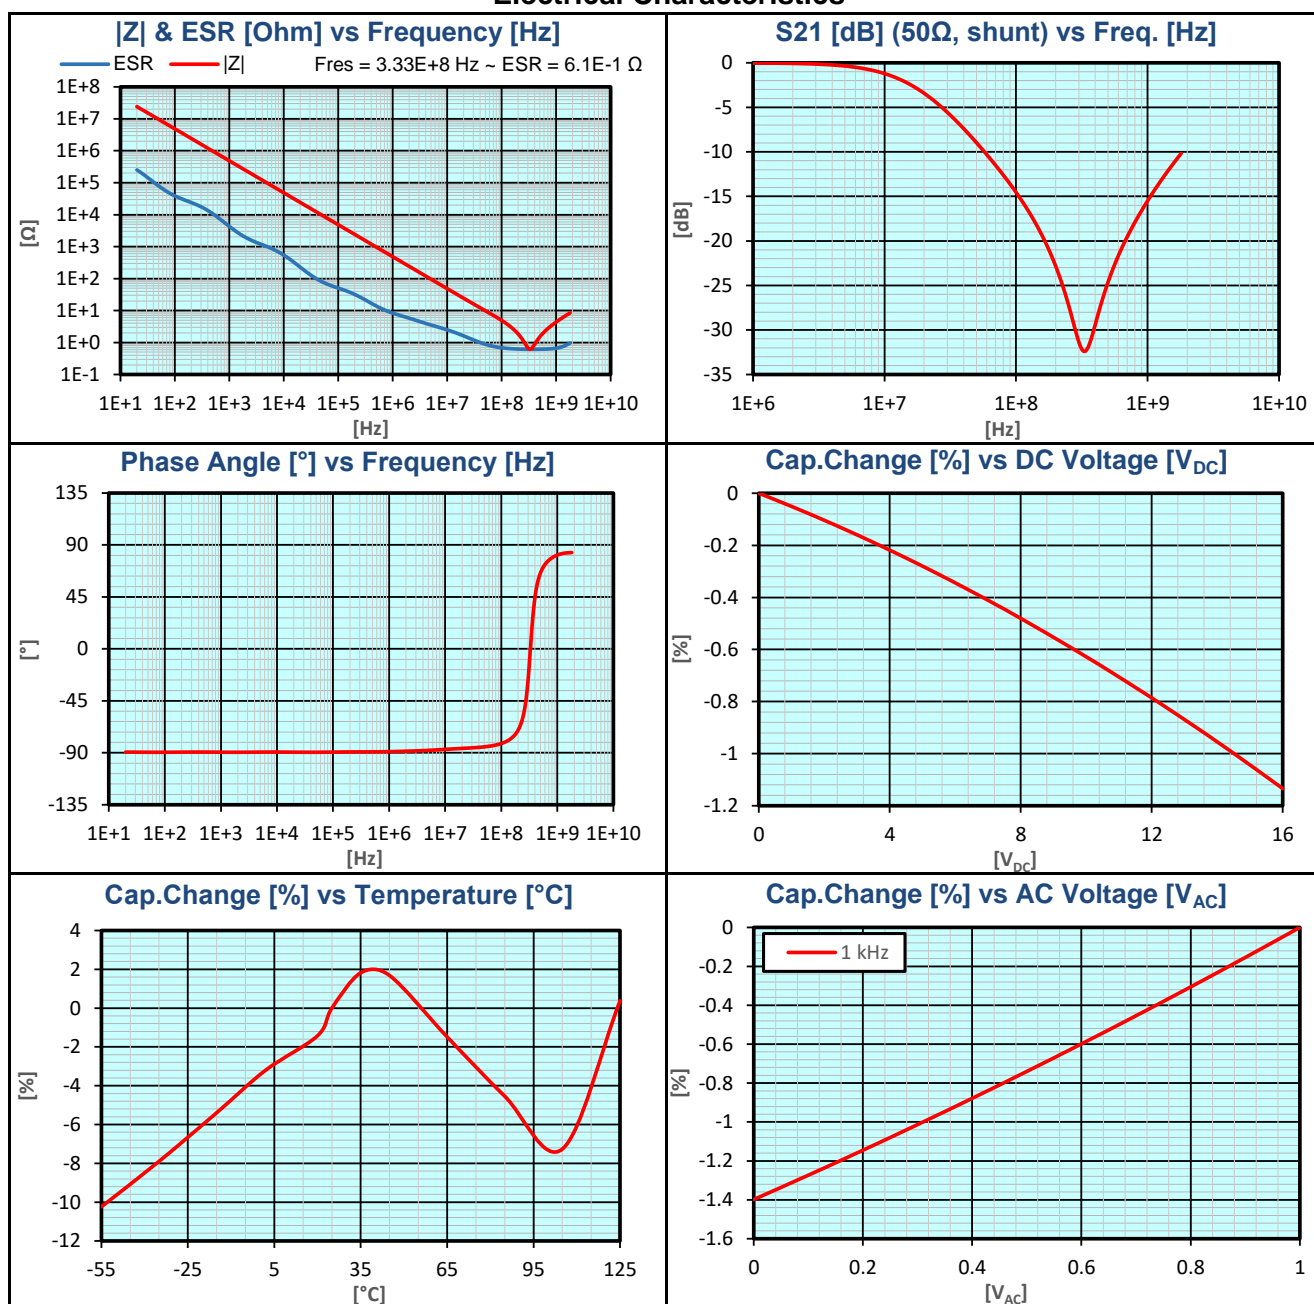 Electrical Characteristics
|Z| & ESR [Ohm] vs Frequency [Hz]
ESR |Z| Fres = 3.33E+8 Hz ~ ESR = 6.1E-1 Ω
1E+8
1E+7
1E+6
1E+5
1E+4
1E+3
1E+2
1E+1
1E+0
1E-1
[Ω]
1E+1 1E+2 1E+3 1E+4 1E+5 1E+6 1E+7 1E+8 1E+9 1E+10
[Hz]
S21 [dB] (50Ω, shunt) vs Freq. [Hz]
0
-5
-10
-15
-20
-25
-30
-35
[dB]
1E+6 1E+7 1E+8 1E+9 1E+10
[Hz]
Phase Angle [°] vs Frequency [Hz]
135
90
45
0
-45
-90
-135
[°]
1E+1 1E+2 1E+3 1E+4 1E+5 1E+6 1E+7 1E+8 1E+9 1E+10
[Hz]
Cap.Change [%] vs DC Voltage [VDC]
0
-0.2
-0.4
-0.6
-0.8
-1
-1.2
[%]
0 4 8 12 16
[VDC]
Cap.Change [%] vs Temperature [°C]
4
2
0
-2
-4
-6
-8
-10
-12
[%]
-55 -25 5 35 65 95 125
[°C]
Cap.Change [%] vs AC Voltage [VAC]
1 kHz
0
-0.2
-0.4
-0.6
-0.8
-1
-1.2
-1.4
-1.6
[%]
0 0.2 0.4 0.6 0.8 1
[VAC]